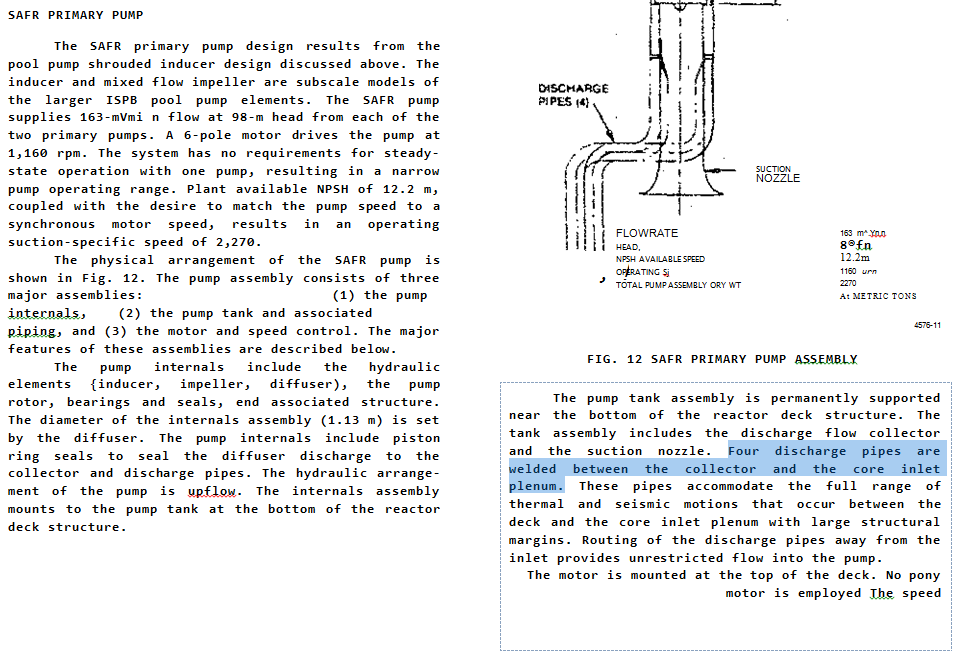 SAFR PRIMARY PUMP
The SAFR primary pump design results from the
pool pump shrouded inducer design discussed above. The
inducer and mixed flow impeller are subscale models of
the larger ISPB pool pump elements. The SAFR pump
supplies 163-mVmi n flow at 98-m head from each of the
two primary pumps. A 6-pole motor drives the pump at
1,160 rpm. The system has no requirements for steady-
state operation with one pump, resulting in a narrow
pump operating range. Plant available NPSH of 12.2 m,
coupled with the desire to match the pump speed to a
synchronous motor speed, results in an operating
suction-specific speed of 2,270.
The physical arrangement of the SAFR pump is
shown in Fig. 12. The pump assembly consists of three
major assemblies: (1) the pump
internals, (2) the pump tank and associated
piping, and (3) the motor and speed control. The major
features of these assemblies are described below.
The pump internals include the hydraulic
elements {inducer, impeller, diffuser), the pump
rotor, bearings and seals, end associated structure.
The diameter of the internals assembly (1.13 m) is set
by the diffuser. The pump internals include piston
ring seals to seal the diffuser discharge to the
collector and discharge pipes. The hydraulic arrange-
ment of the pump is upflow. The internals assembly
mounts to the pump tank at the bottom of the reactor
deck structure.
DISCHARGE
PIPES (4)
SUCTION
NOZZLE
FLOWRATE 163 m^Ynn
HEAD, 8®fn
NPSH AVAILABLE SPEED 12.2m
OPERATING Sj 1160 urn
TOTAL PUMP ASSEMBLY ORY WT 2270
At METRIC TONS
4576-11
FIG. 12 SAFR PRIMARY PUMP ASSEMBLY
The pump tank assembly is permanently supported
near the bottom of the reactor deck structure. The
tank assembly includes the discharge flow collector
and the suction nozzle. Four discharge pipes are
welded between the collector and the core inlet
plenum. These pipes accommodate the full range of
thermal and seismic motions that occur between the
deck and the core inlet plenum with large structural
margins. Routing of the discharge pipes away from the
inlet provides unrestricted flow into the pump.
The motor is mounted at the top of the deck. No pony
motor is employed The speed